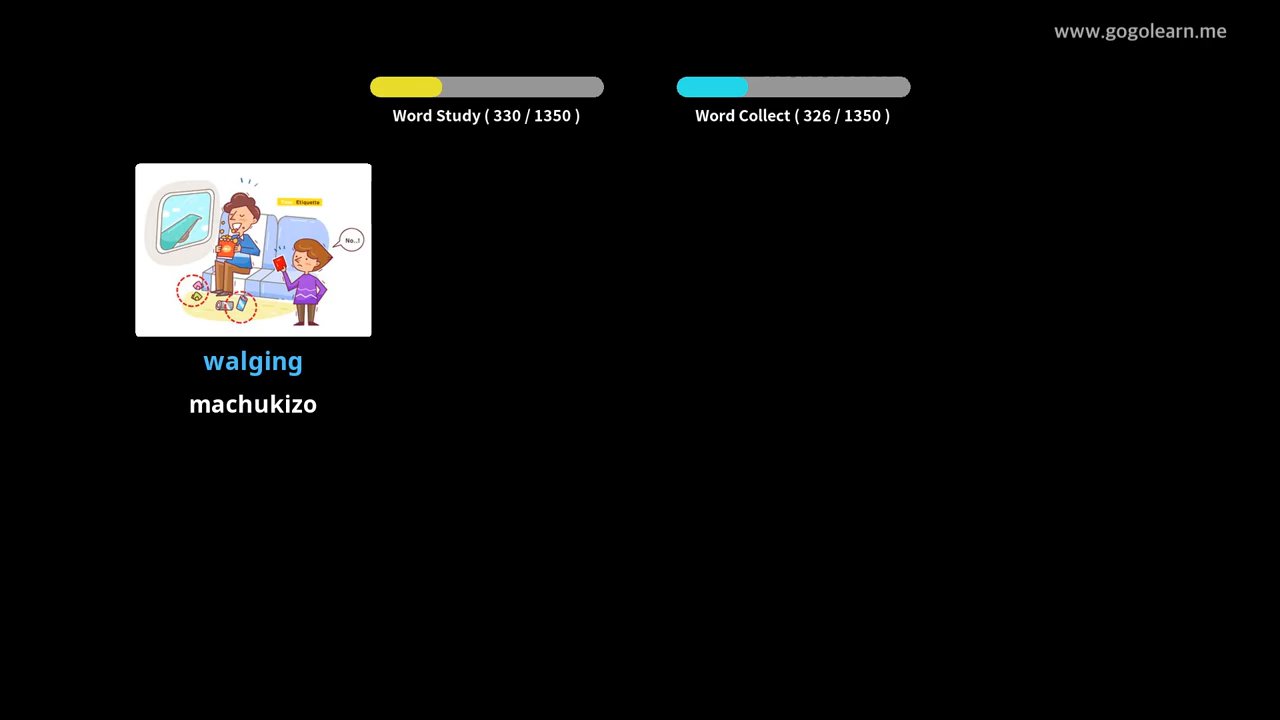 www.gogolearn.me
Word Study ( 330 / 1350 )
Word Collect ( 326 / 1350 )
Etiquette
No..!
walging
machukizo